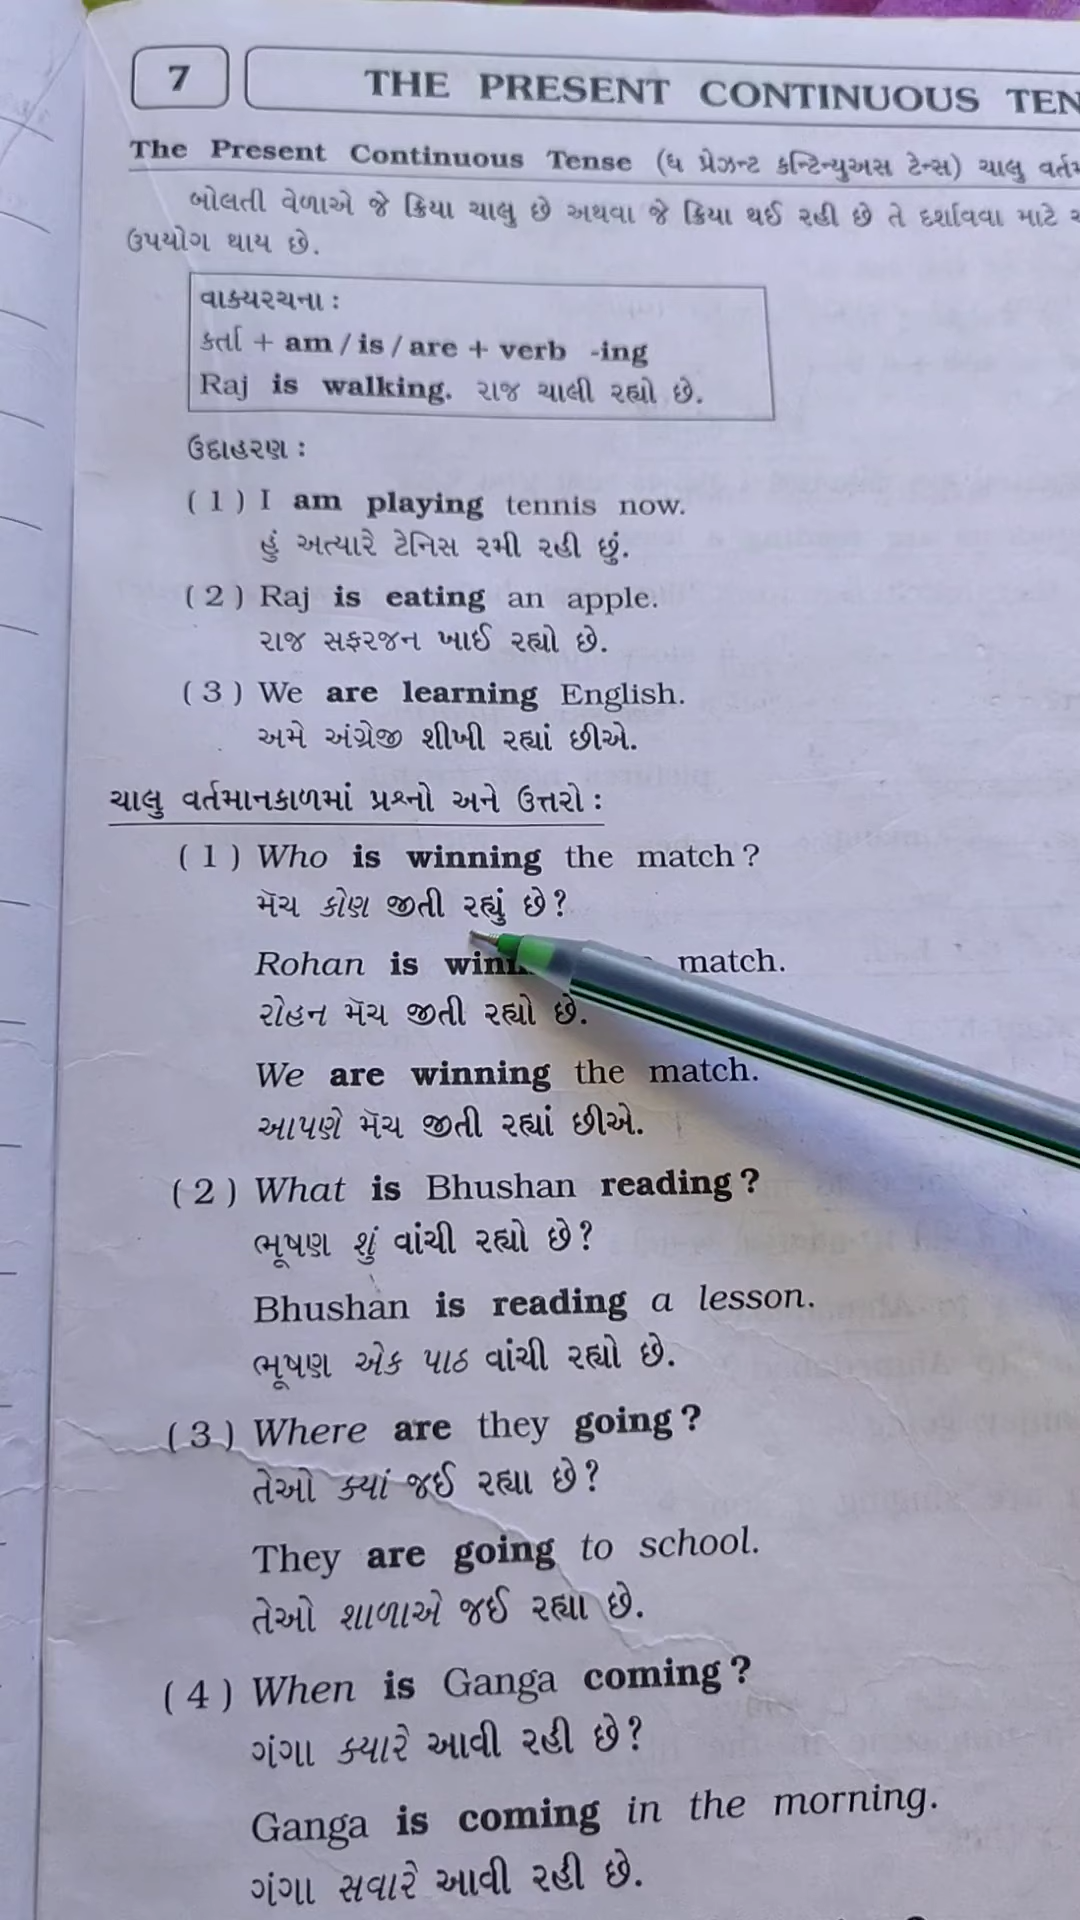 7
THE PRESENT CONTINUOUS
The Present Continuous Tense (ધ પ્રેઝન્ટ કન્ટિન્યુઅસ ટેન્સ) ચાલુ
બોલતી વેળાએ જે ક્રિયા ચાલુ છે અથવા જે ક્રિયા થઈ રહી છે તે દર્શાવવા માટે
ઉપયોગ થાય છે.
વાક્યરચના :
કર્તા + am / is / are + verb -ing
Raj is walking. રાજ ચાલી રહ્યો છે.
ઉદાહરણ :
( 1 ) I am playing tennis now.
હું અત્યારે ટેનિસ રમી રહી છું.
( 2 ) Raj is eating an apple.
રાજ સફરજન ખાઈ રહ્યો છે.
( 3 ) We are learning English.
અમે અંગ્રેજી શીખી રહ્યાં છીએ.
ચાલુ વર્તમાનકાળમાં પ્રશ્નો અને ઉત્તરો :
( 1 ) Who is winning the match ?
મૅચ કોણ જીતી રહ્યું છે ?
Rohan is match.
રોહન મૅચ જીતી રહ્યો છે.
We are winning the match.
આપણે મૅચ જીતી રહ્યાં છીએ.
( 2 ) What is Bhushan reading ?
ભૂષણ શું વાંચી રહ્યો છે ?
Bhushan is reading a lesson.
ભૂષણ એક પાઠ વાંચી રહ્યો છે.
( 3 ) Where are they going ?
તેઓ ક્યાં જઈ રહ્યા છે ?
They are going to school.
તેઓ શાળાએ જઈ રહ્યા છે.
( 4 ) When is Ganga coming ?
ગંગા ક્યારે આવી રહી છે ?
Ganga is coming in the morning.
ગંગા સવારે આવી રહી છે.